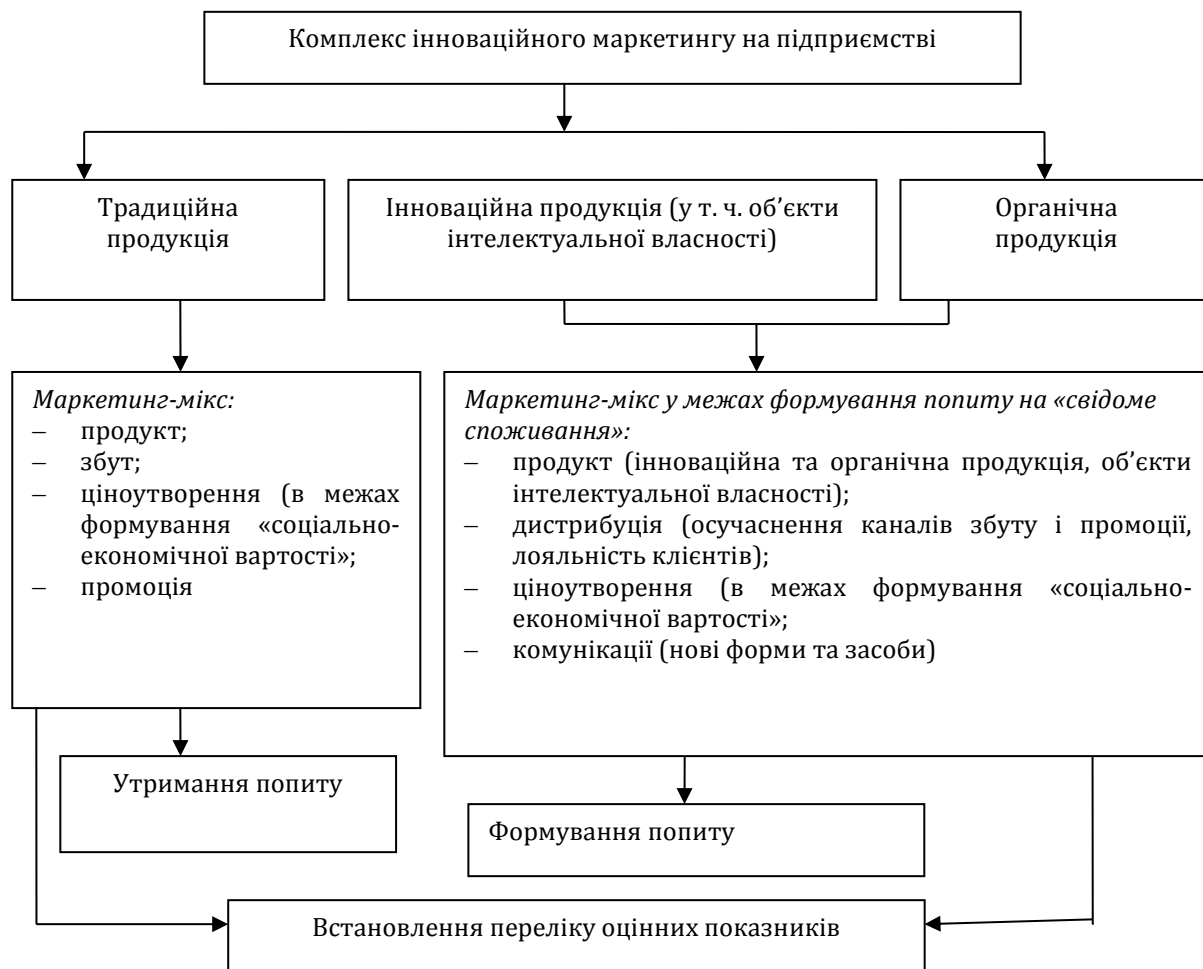 Комплекс інноваційного маркетингу на підприємстві
Традиційна
продукція
Інноваційна продукція (у т. ч. об’єкти
інтелектуальної власності)
Органічна
продукція
Маркетинг-мікс:
– продукт;
– збут;
– ціноутворення (в межах
формування «соціально-
економічної вартості»;
– промоція
Маркетинг-мікс у межах формування попиту на «свідоме
споживання»:
– продукт (інноваційна та органічна продукція, об’єкти
інтелектуальної власності);
– дистрибуція (осучаснення каналів збуту і промоції,
лояльність клієнтів);
– ціноутворення (в межах формування «соціально-
економічної вартості»;
– комунікації (нові форми та засоби)
Утримання попиту
Формування попиту
Встановлення переліку оцінних показників